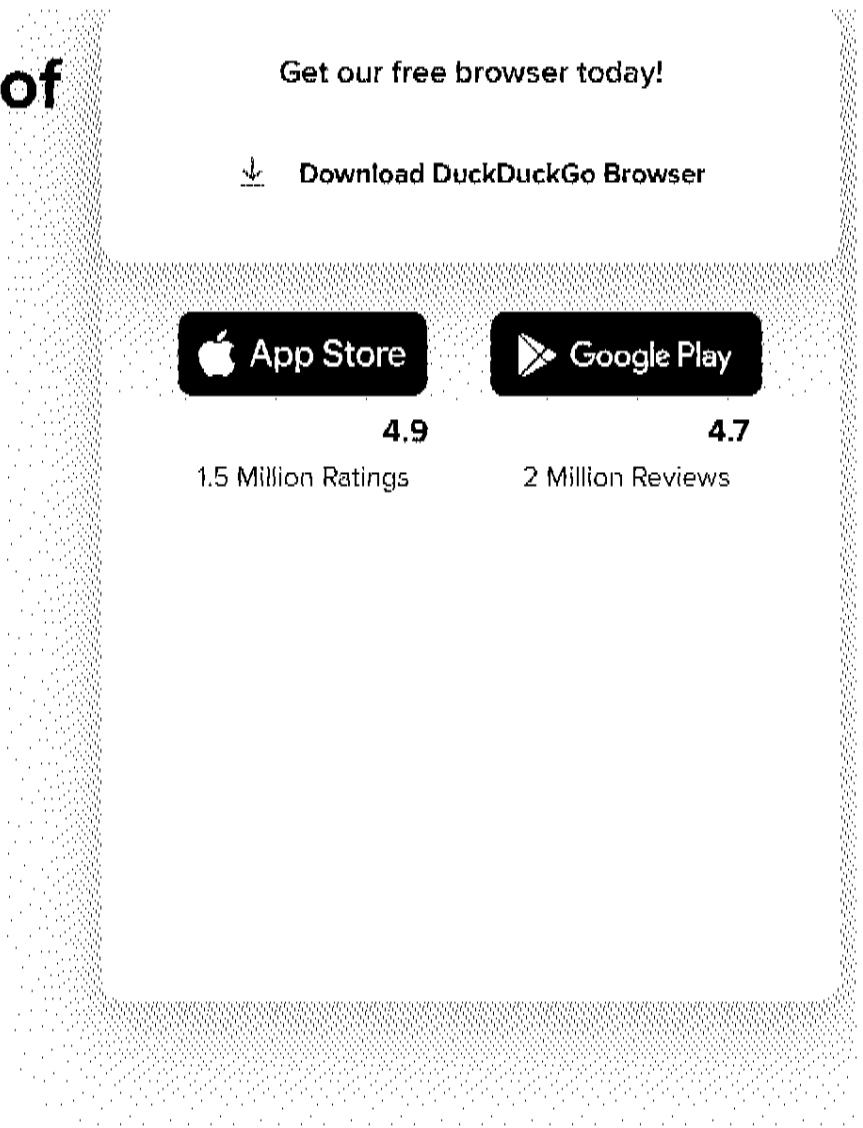 of
Get our free browser today!
Download DuckDuckGo Browser
App Store
Google Play
4.9
4.7
1.5 Million Ratings
2 Million Reviews